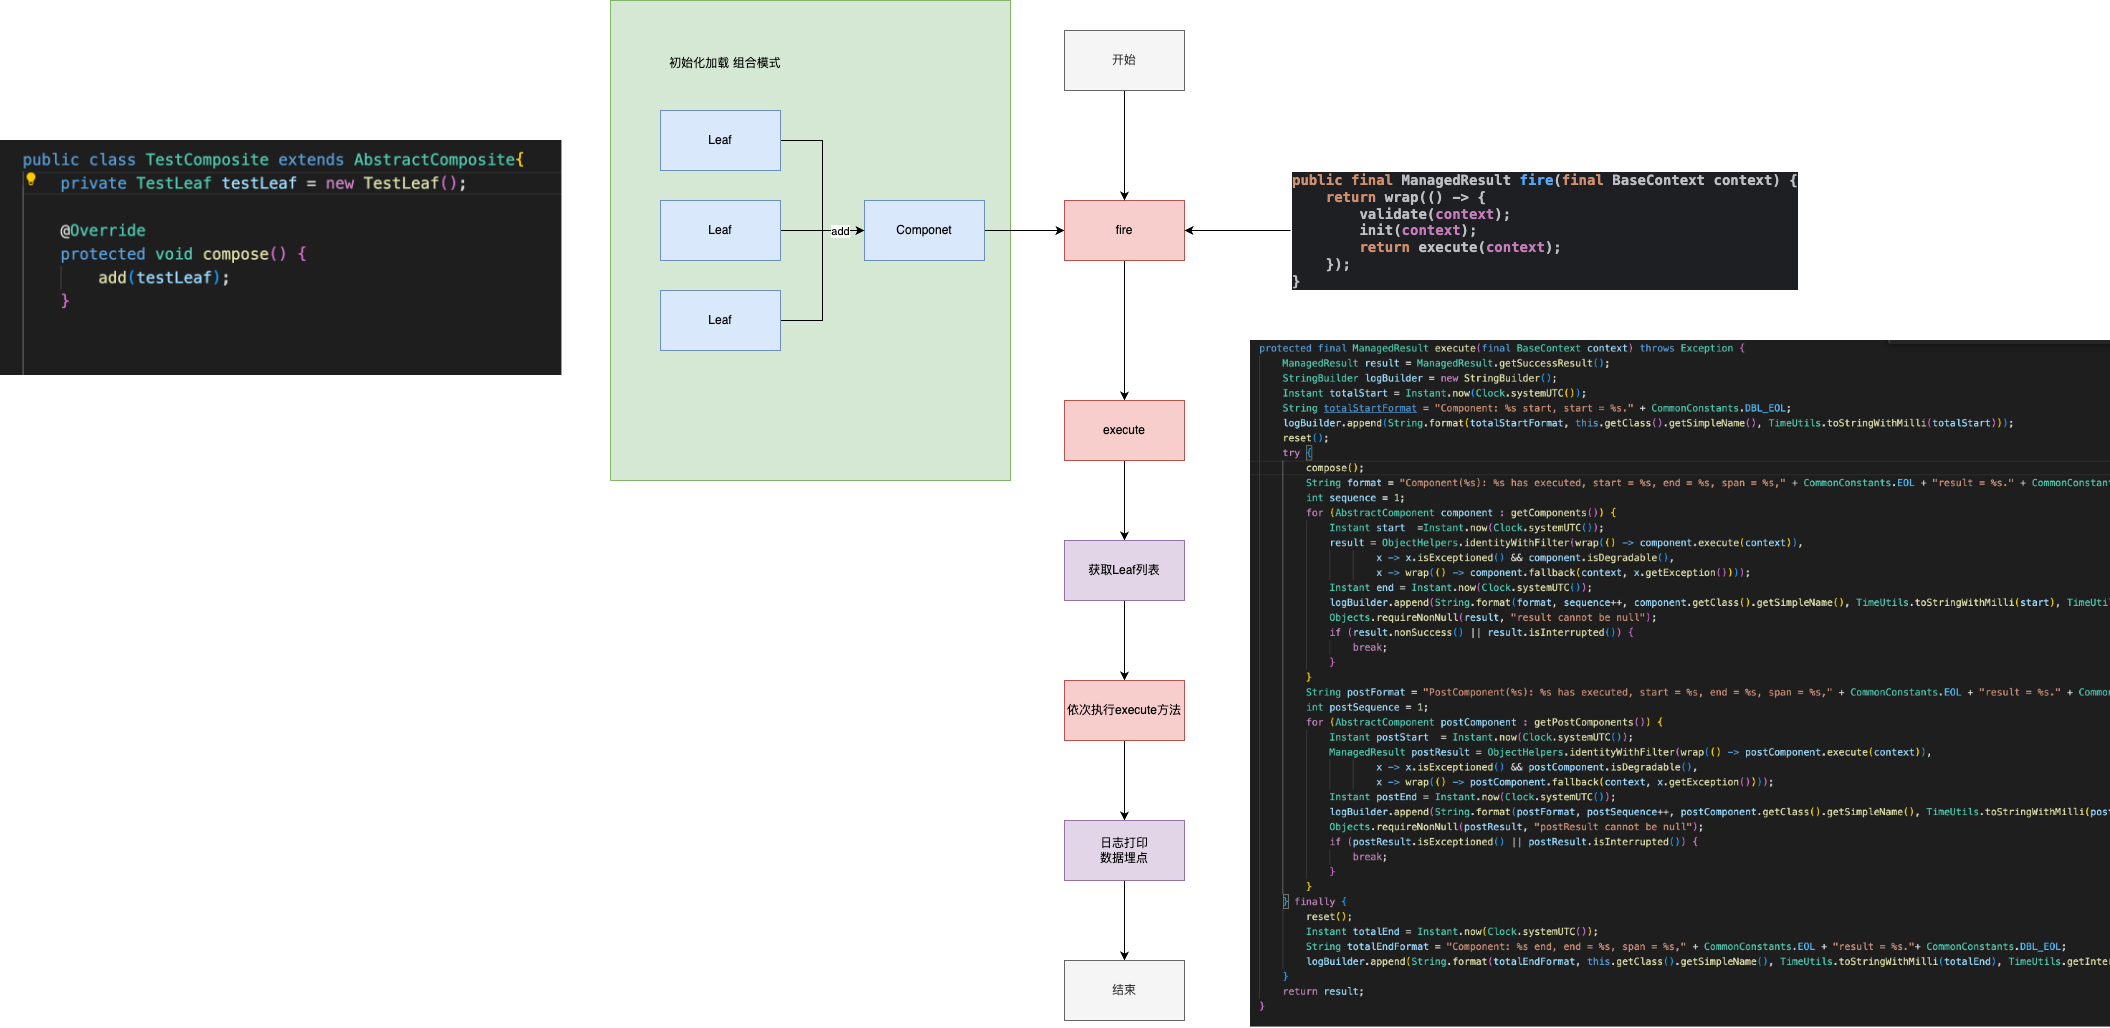 public class TestComposite extends AbstractComposite{
private TestLeaf testLeaf = new TestLeaf();
@Override
protected void compose() {
add(testLeaf);
}
初始化加载 组合模式
Leaf
Leaf
Leaf
add
Componet
开始
fire
execute
获取Leaf列表
依次执行execute方法
日志打印
数据埋点
结束
public final ManagedResult fire(final BaseContext context) {
return wrap(() -> {
validate(context);
init(context);
return execute(context);
});
}
protected final ManagedResult execute(final BaseContext context) throws Exception {
ManagedResult result = ManagedResult.getSuccessResult();
StringBuilder logBuilder = new StringBuilder();
Instant totalStart = Instant.now(Clock.systemUTC());
String totalStartFormat = "Component: %s start, start = %s." + CommonConstants.DBL_EOL;
logBuilder.append(String.format(totalStartFormat, this.getClass().getSimpleName(), TimeUtils.toStringWithMilli(totalStart)));
reset();
try {
compose();
String format = "Component(%s): %s has executed, start = %s, end = %s, span = %s," + CommonConstants.EOL + "result = %s." + CommonConstan
int sequence = 1;
for (AbstractComponent component : getComponents()) {
Instant start  =Instant.now(Clock.systemUTC());
result = ObjectHelpers.identityWithFilter(wrap(() -> component.execute(context)),
x -> x.isExceptioned() && component.isDegradable(),
x -> wrap(() -> component.fallback(context, x.getException())));
Instant end = Instant.now(Clock.systemUTC());
logBuilder.append(String.format(format, sequence++, component.getClass().getSimpleName(), TimeUtils.toStringWithMilli(start), TimeUti
Objects.requireNonNull(result, "result cannot be null");
if (result.nonSuccess() || result.isInterrupted()) {
break;
}
}
String postFormat = "PostComponent(%s): %s has executed, start = %s, end = %s, span = %s," + CommonConstants.EOL + "result = %s." + Commo
int postSequence = 1;
for (AbstractComponent postComponent : getPostComponents()) {
Instant postStart  = Instant.now(Clock.systemUTC());
ManagedResult postResult = ObjectHelpers.identityWithFilter(wrap(() -> postComponent.execute(context)),
x -> x.isExceptioned() && postComponent.isDegradable(),
x -> wrap(() -> postComponent.fallback(context, x.getException())));
Instant postEnd = Instant.now(Clock.systemUTC());
logBuilder.append(String.format(postFormat, postSequence++, postComponent.getClass().getSimpleName(), TimeUtils.toStringWithMilli(pos
Objects.requireNonNull(postResult, "postResult cannot be null");
if (postResult.isExceptioned() || postResult.isInterrupted()) {
break;
}
}
} finally {
reset();
Instant totalEnd = Instant.now(Clock.systemUTC());
String totalEndFormat = "Component: %s end, end = %s, span = %s," + CommonConstants.EOL + "result = %s."+ CommonConstants.DBL_EOL;
logBuilder.append(String.format(totalEndFormat, this.getClass().getSimpleName(), TimeUtils.toStringWithMilli(totalEnd), TimeUtils.getInte
}
return result;
}